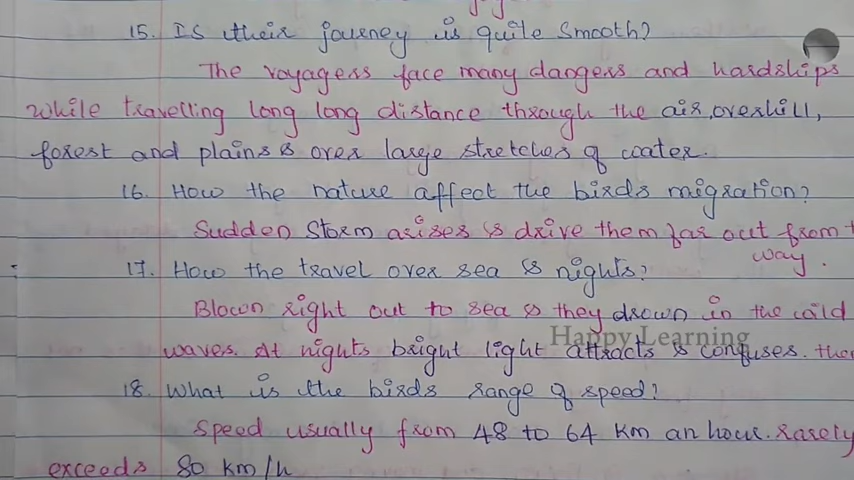 15. Is their journey is quite smooth?
The voyagess face many dangers and hardships
while travelling long long distance through the air, overhill,
forest and plains & over large stretches of water.
16. How the nature affect the birds migration?
Sudden storm arises & drive them far out from
way.
17. How the travel over sea & nights?
Blown right out to sea & they drown in the wild
waves. At nights bright light attracts & confuses.
Happy Learning
18. What is the birds range of speed?
Speed usually from 48 to 64 km an hour. rarely
exceeds 80 km/h